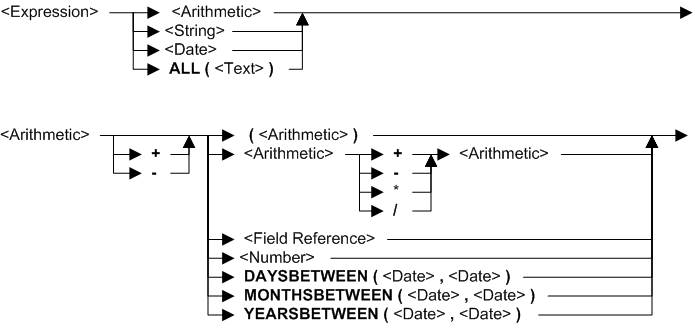 <Expression> <Arithmetic>
<String>
<Date>
ALL ( <Text> )
<Arithmetic> ( <Arithmetic> )
+ <Arithmetic> + <Arithmetic>
- -
*
/
<Field Reference>
<Number>
DAYSBETWEEN ( <Date> , <Date> )
MONTHSBETWEEN ( <Date> , <Date> )
YEARSBETWEEN ( <Date> , <Date> )